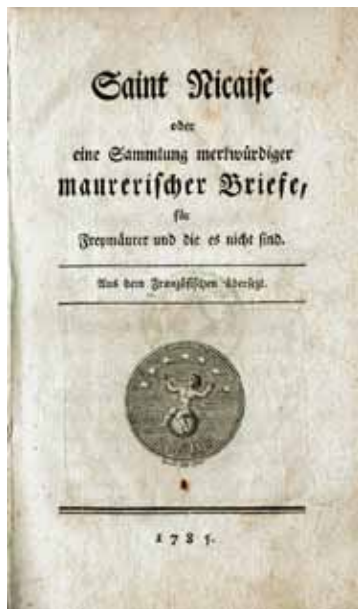 Saint Nicaise
oder
eine Sammlung merkwürdiger
maurerischer Briefe,
für
Freymäurer und die es nicht sind.
Aus dem Französischen übersezt.
1785.